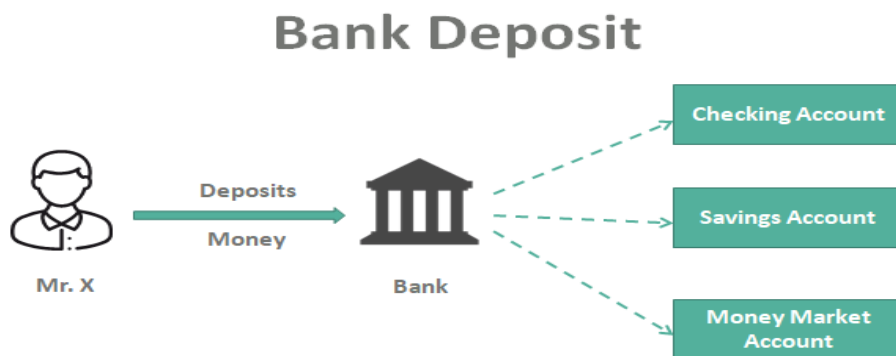 Bank Deposit
Checking Account
Deposits
Money
Savings Account
Mr. X
Bank
Money Market
Account